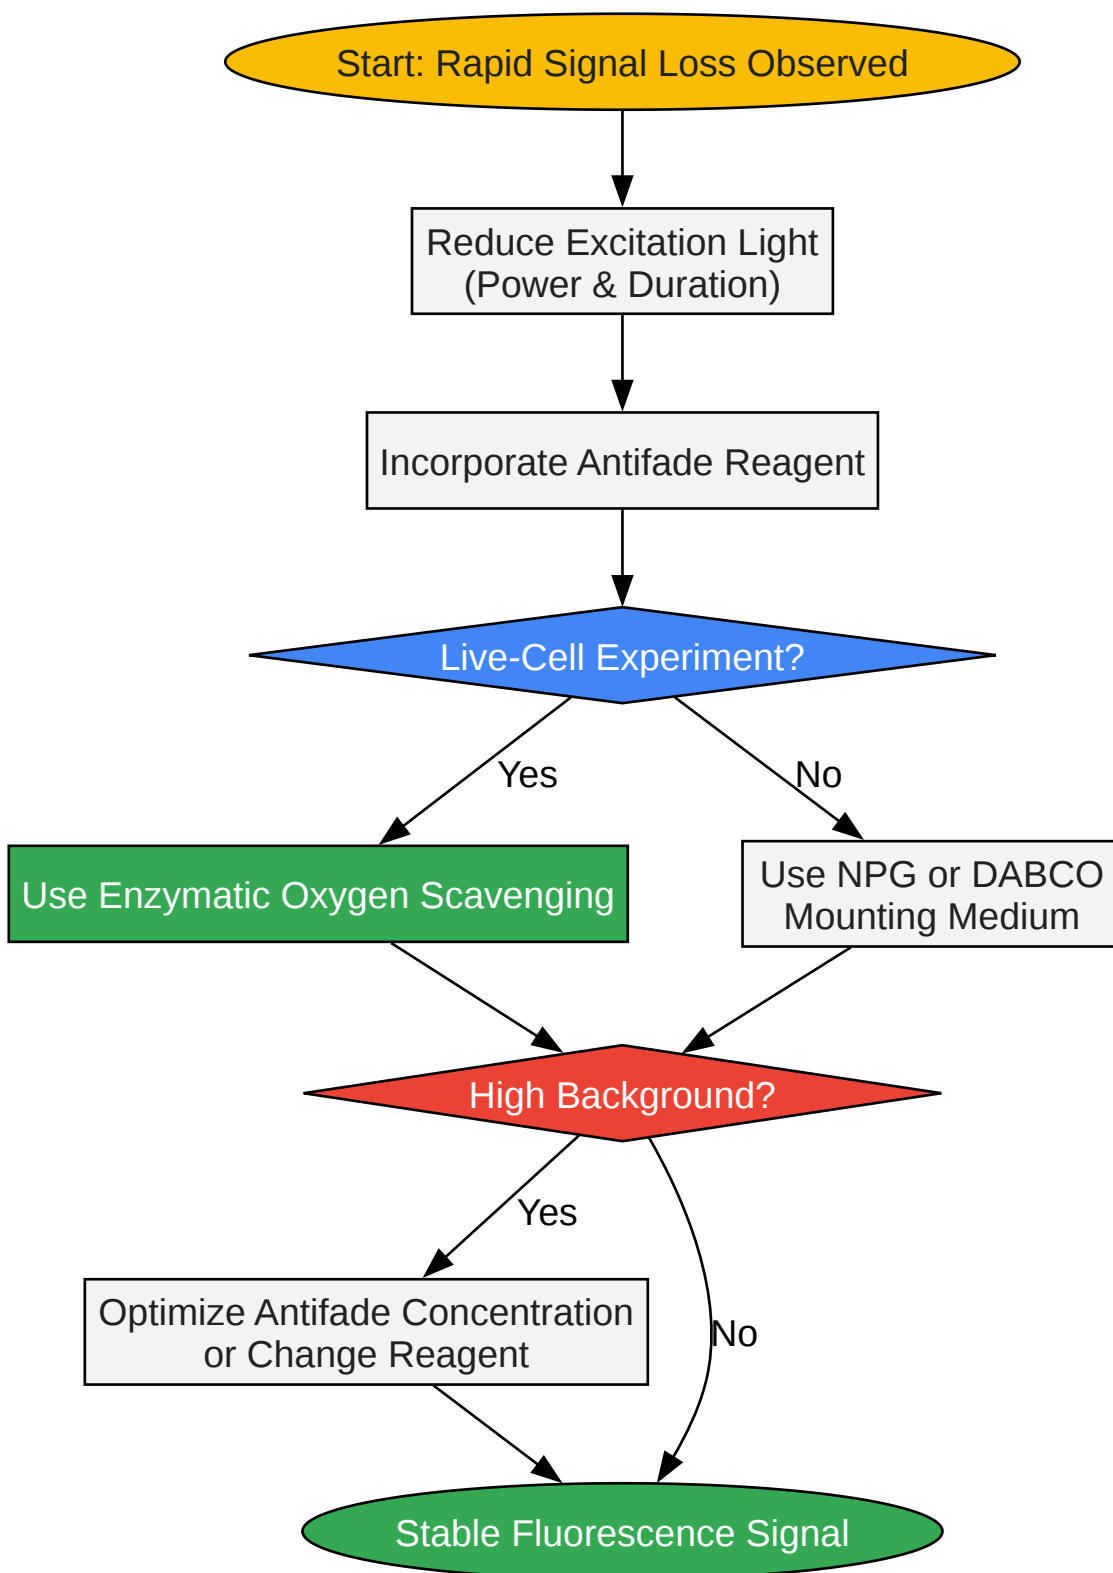 Start: Rapid Signal Loss Observed
Reduce Excitation Light
(Power & Duration)
Incorporate Antifade Reagent
Live-Cell Experiment?
Yes
No
Use Enzymatic Oxygen Scavenging
Use NPG or DABCO
Mounting Medium
High Background?
Yes
Optimize Antifade Concentration
or Change Reagent
No
Stable Fluorescence Signal